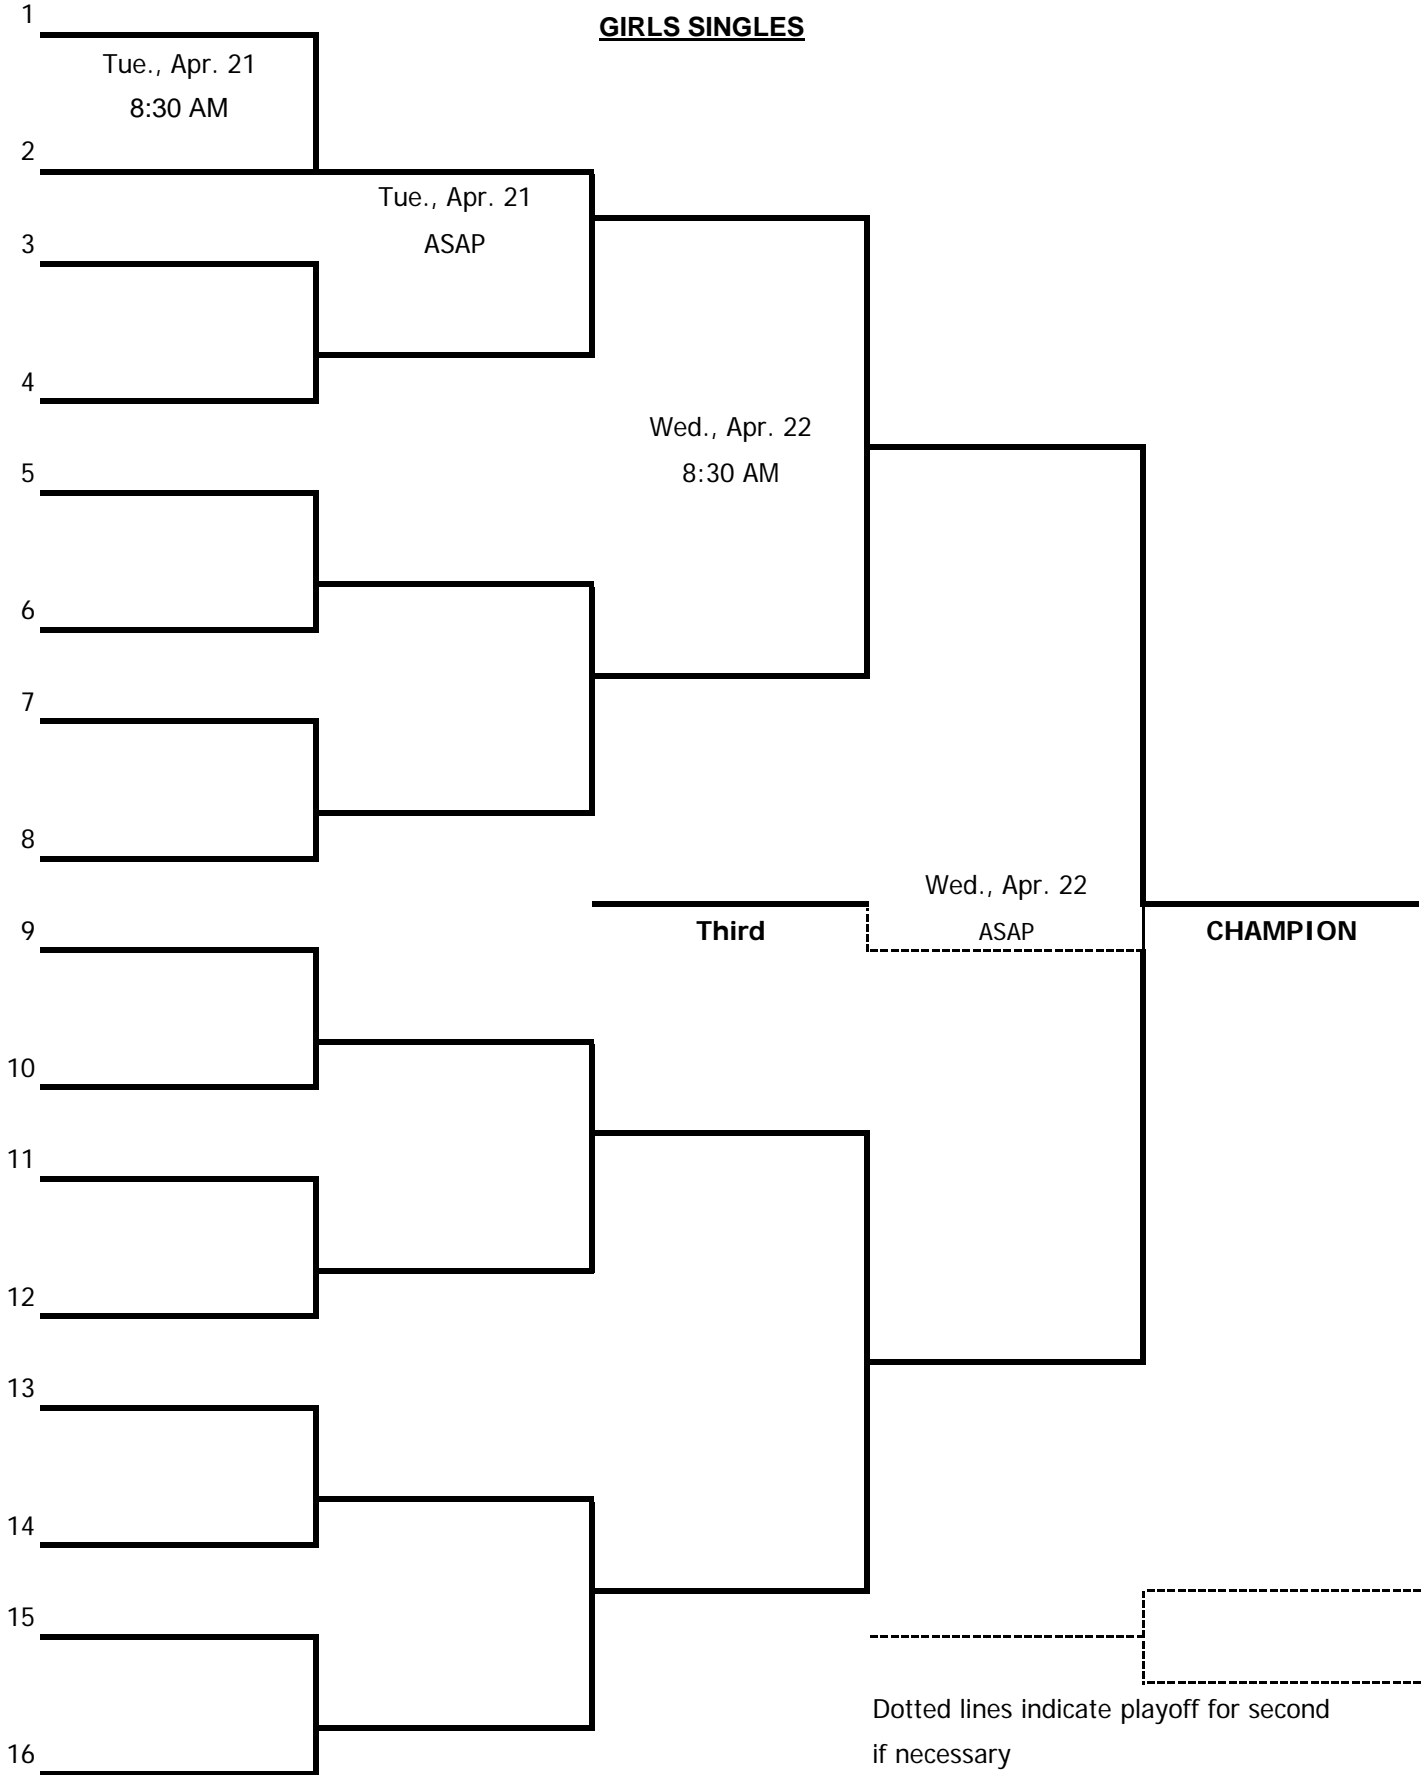 GIRLS SINGLES
1
Tue., Apr. 21
8:30 AM
2
Tue., Apr. 21
ASAP
3
4
Wed., Apr. 22
8:30 AM
5
6
7
8
Wed., Apr. 22
ASAP
Third
CHAMPION
9
10
11
12
13
14
15
16
Dotted lines indicate playoff for second
if necessary